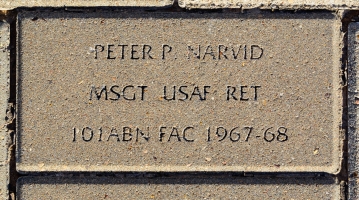 PETER P. NARVID
MSGT USAF RET
101ABN FAC 1967-68